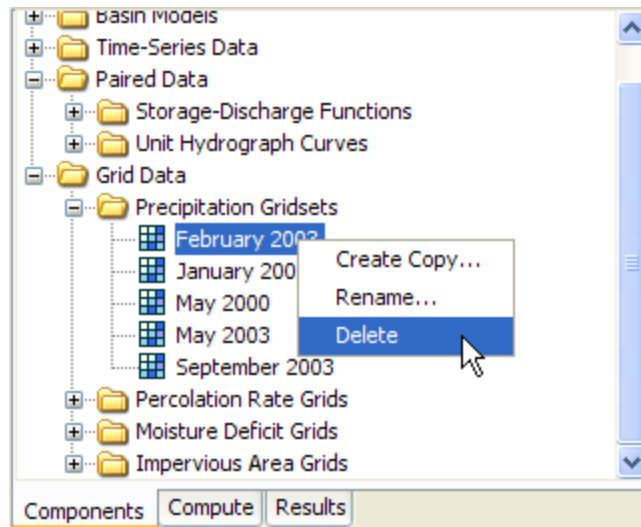 Basin Models
Time-Series Data
Paired Data
Storage-Discharge Functions
Unit Hydrograph Curves
Grid Data
Precipitation Gridsets
February 2003
January 200
May 2000
May 2003
September 2003
Create Copy...
Rename...
Delete
Percolation Rate Grids
Moisture Deficit Grids
Impervious Area Grids
Components Compute Results